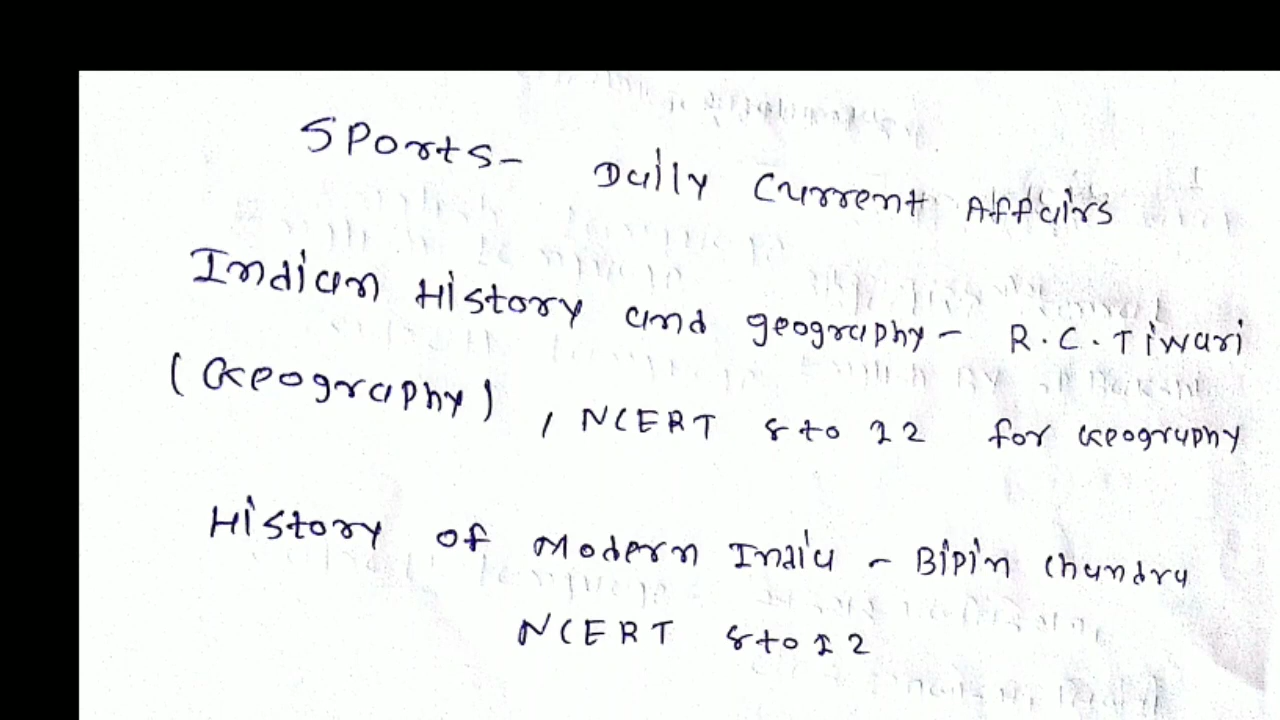 Sports- Daily Current Affairs
Indian History and geography - R.C. Tiwari
(Geography), NCERT 8 to 12 for Geography
History of Modern India - Bipin Chandra
NCERT 8 to 12